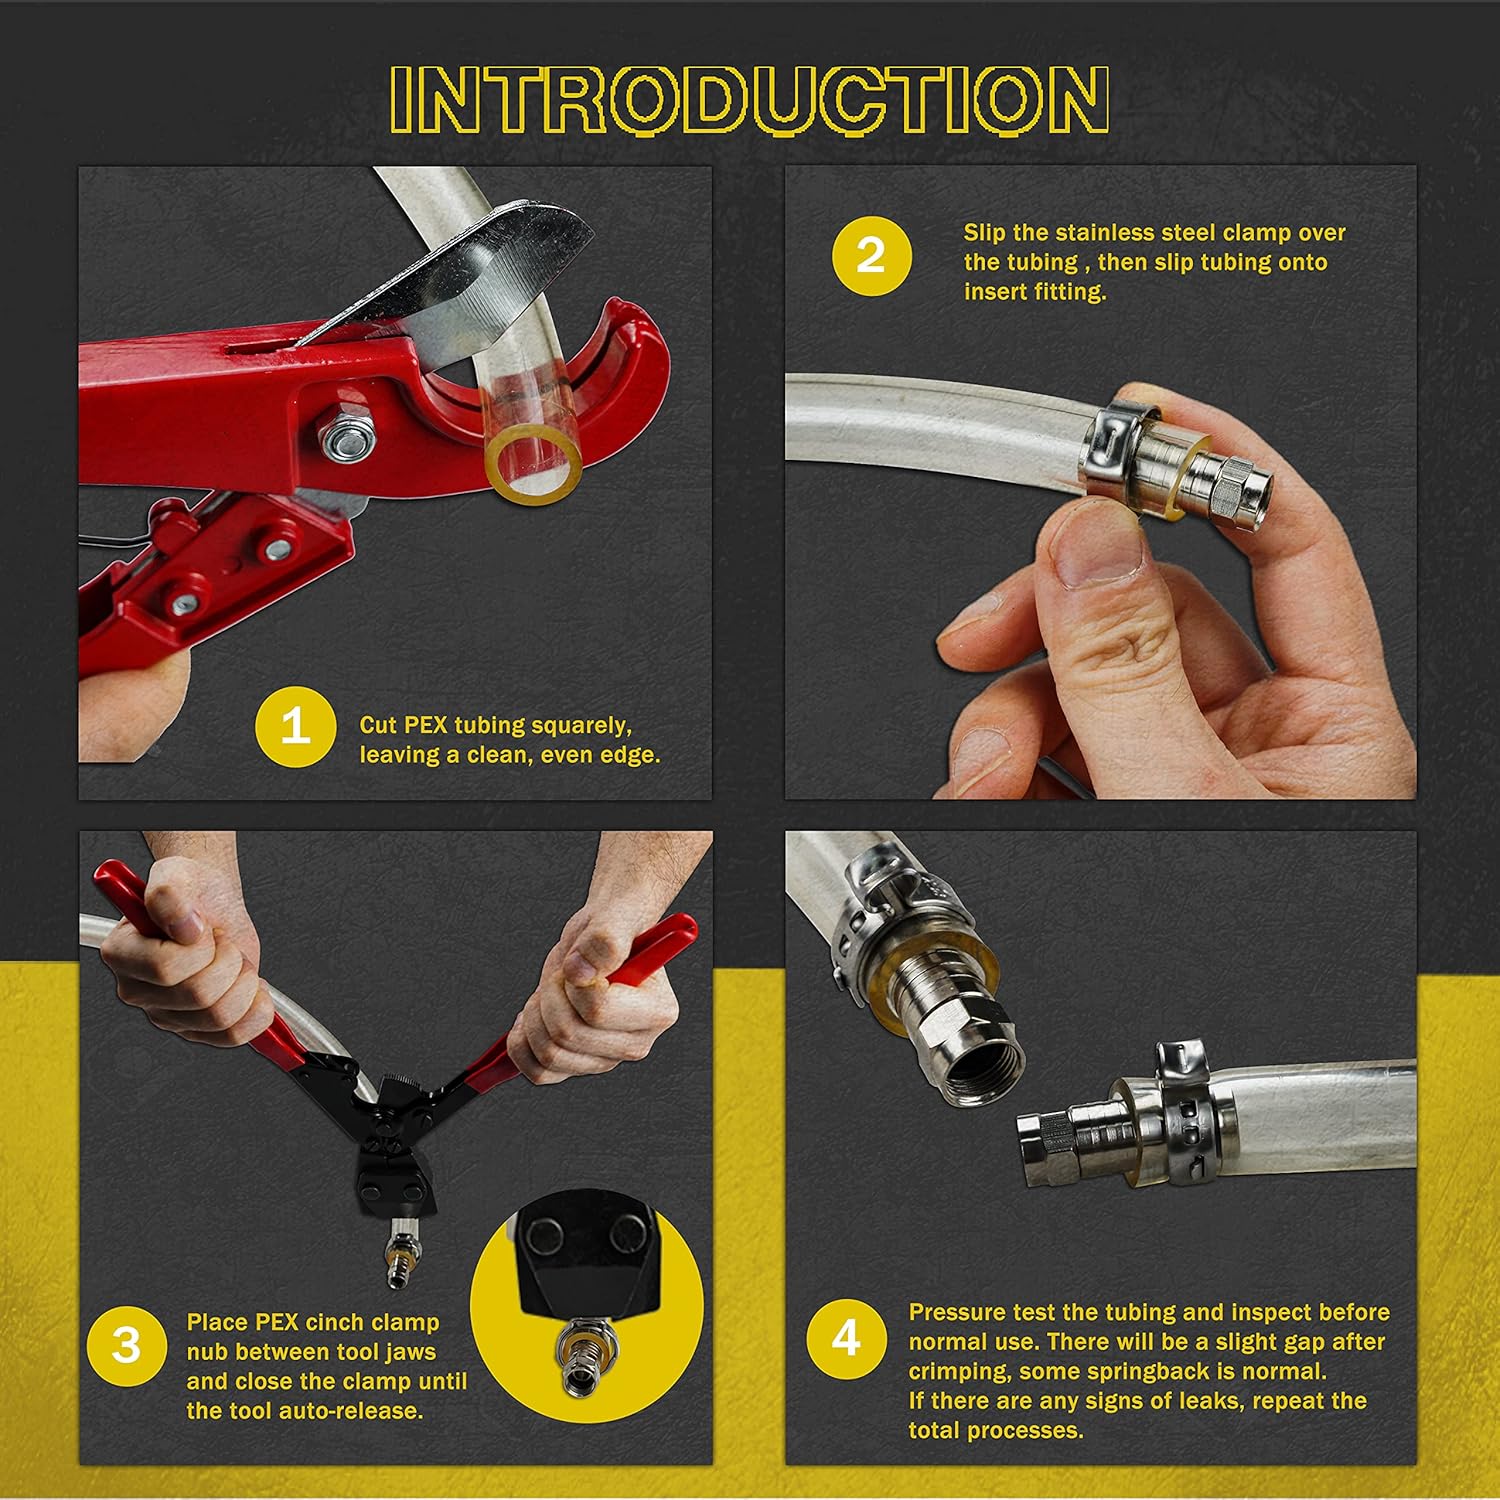 INTRODUCTION
1
Cut PEX tubing squarely,
leaving a clean, even edge.
2
Slip the stainless steel clamp over
the tubing , then slip tubing onto
insert fitting.
3
Place PEX cinch clamp
nub between tool jaws
and close the clamp until
the tool auto-release.
4
Pressure test the tubing and inspect before
normal use. There will be a slight gap after
crimping, some springback is normal.
If there are any signs of leaks, repeat the
total processes.